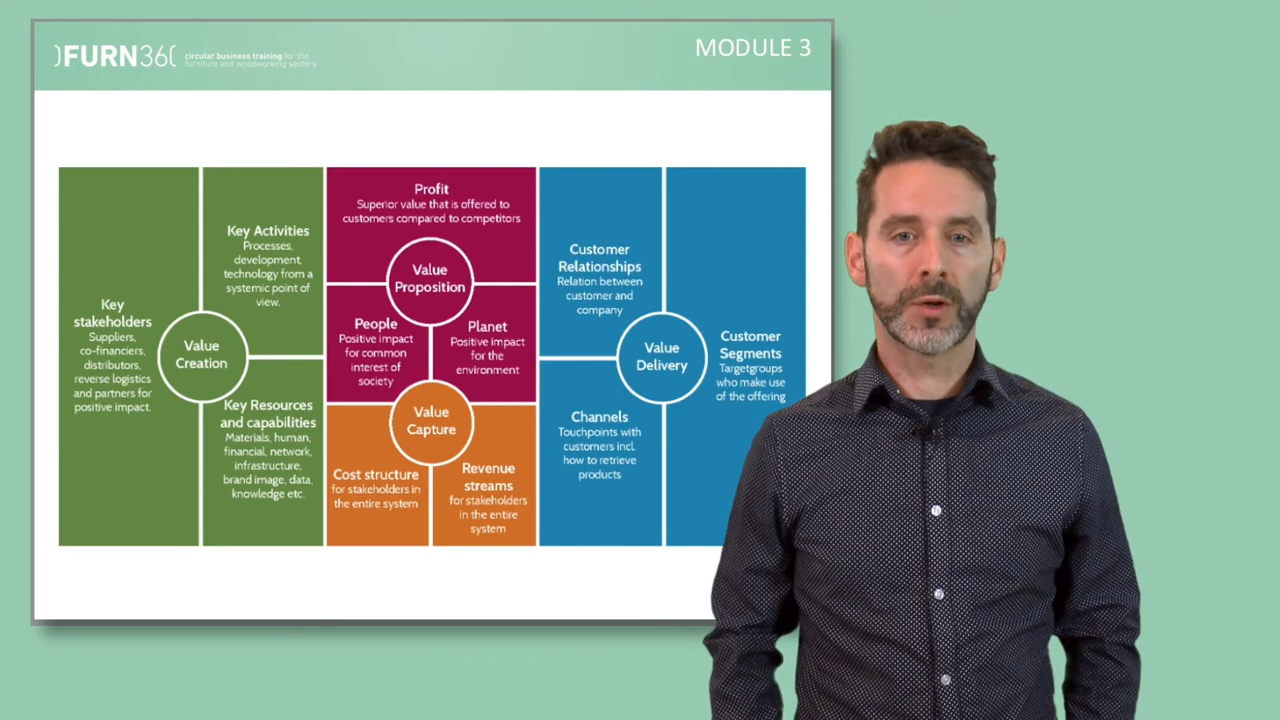 FURN360
circular business training for the
furniture and woodworking sectors
MODULE 3
Key
stakeholders
Suppliers,
co-financiers,
distributors,
reverse logistics
and partners for
positive impact.
Key Activities
Processes,
development,
technology from a
systemic point of
view.
Value
Creation
Key Resources
and capabilities
Materials, human,
financial, network,
infrastructure,
brand image, data,
knowledge etc.
Profit
Superior value that is offered to
customers compared to competitors
Value
Proposition
People
Positive impact
for common
interest of
society
Planet
Positive impact
for the
environment
Value
Capture
Cost structure
for stakeholders in
the entire system
Revenue
streams
for stakeholders
in the entire
system
Customer
Relationships
Relation between
customer and
company
Value
Delivery
Channels
Touchpoints with
customers incl.
how to retrieve
products
Customer
Segments
Targetgroups
who make use
of the offering